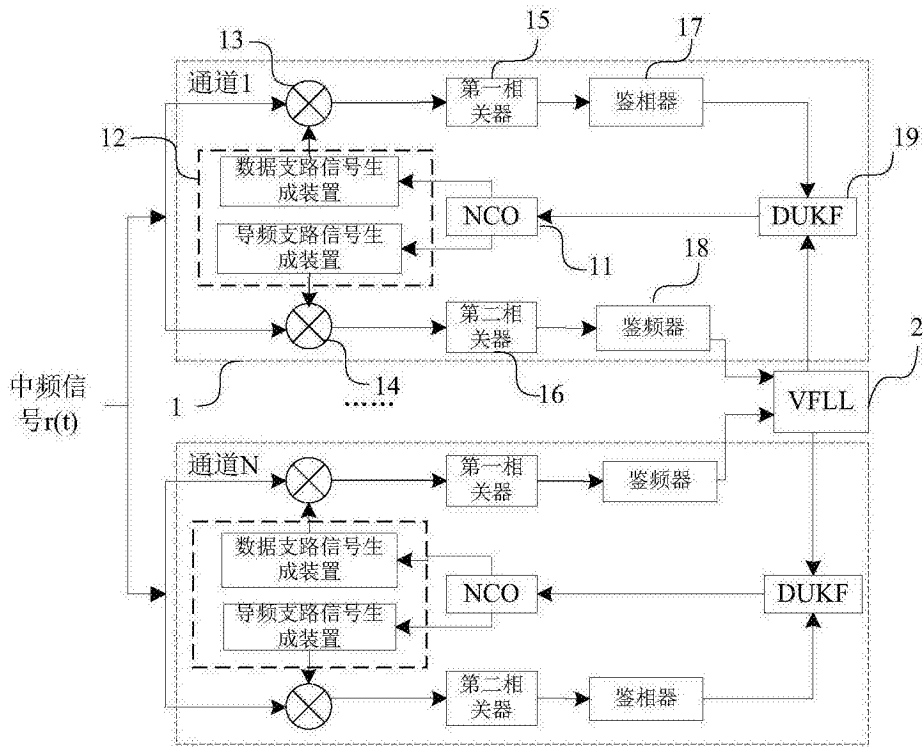 13
15
17
通道1
第一相
关器
鉴相器
12
19
数据支路信号生
成装置
NCO
DUKF
导频支路信号生
成装置
11
18
第二相
关器
鉴频器
2
中频信
号r(t)
1
14
16
VFLL
……
通道N
第一相
关器
鉴频器
数据支路信号生
成装置
NCO
DUKF
导频支路信号生
成装置
第二相
关器
鉴相器